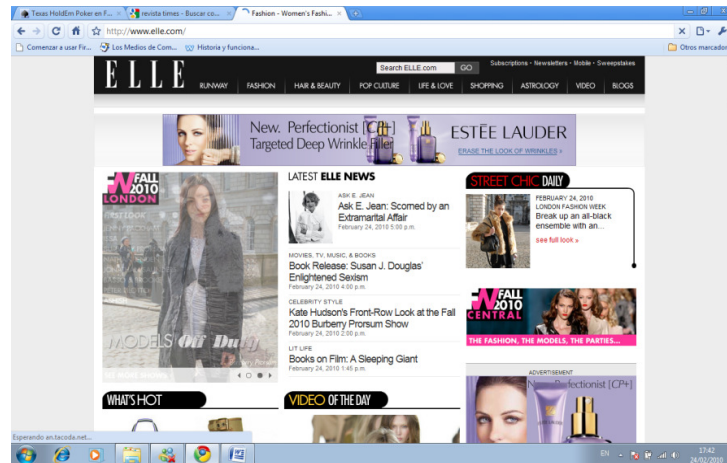 Texas HoldEm Poker en F...
revista times - Buscar co...
Fashion - Women's Fashi...
http://www.elle.com/
Comenzar a usar Fir...
Los Medios de Com...
Historia y funciona...
Otros marcador
ELLE
Search ELLE.com
GO
Subscriptions • Newsletters • Mobile • Sweepstakes
RUNWAY FASHION HAIR & BEAUTY POP CULTURE LIFE & LOVE SHOPPING ASTROLOGY VIDEO BLOGS
New. Perfectionist [CP+]
Targeted Deep Wrinkle Filler
ESTĒE LAUDER
ERASE THE LOOK OF WRINKLES »
FALL
2010
LONDON
MODELS Off Du
LATEST ELLE NEWS
ASK E. JEAN
Ask E. Jean: Scorned by an
Extramarital Affair
February 24, 2010 5:00 p.m.
MOVIES, TV, MUSIC, & BOOKS
Book Release: Susan J. Douglas'
Enlightened Sexism
February 24, 2010 4:00 p.m.
CELEBRITY STYLE
Kate Hudson's Front-Row Look at the Fall
2010 Burberry Prorsum Show
February 24, 2010 2:00 p.m.
LIT LIFE
Books on Film: A Sleeping Giant
February 24, 2010 1:45 p.m.
STREET CHIC DAILY
FEBRUARY 24, 2010
LONDON FASHION WEEK
Break up an all-black
ensemble with an...
see full look »
FW FALL
2010
CENTRAL
THE FASHION, THE MODELS, THE PARTIES...
ADVERTISEMENT
New. Perfectionist [CP+]
WHAT'S HOT
VIDEO OF THE DAY
Esperando an.tacoda.net...
EN
17:42
24/02/2010